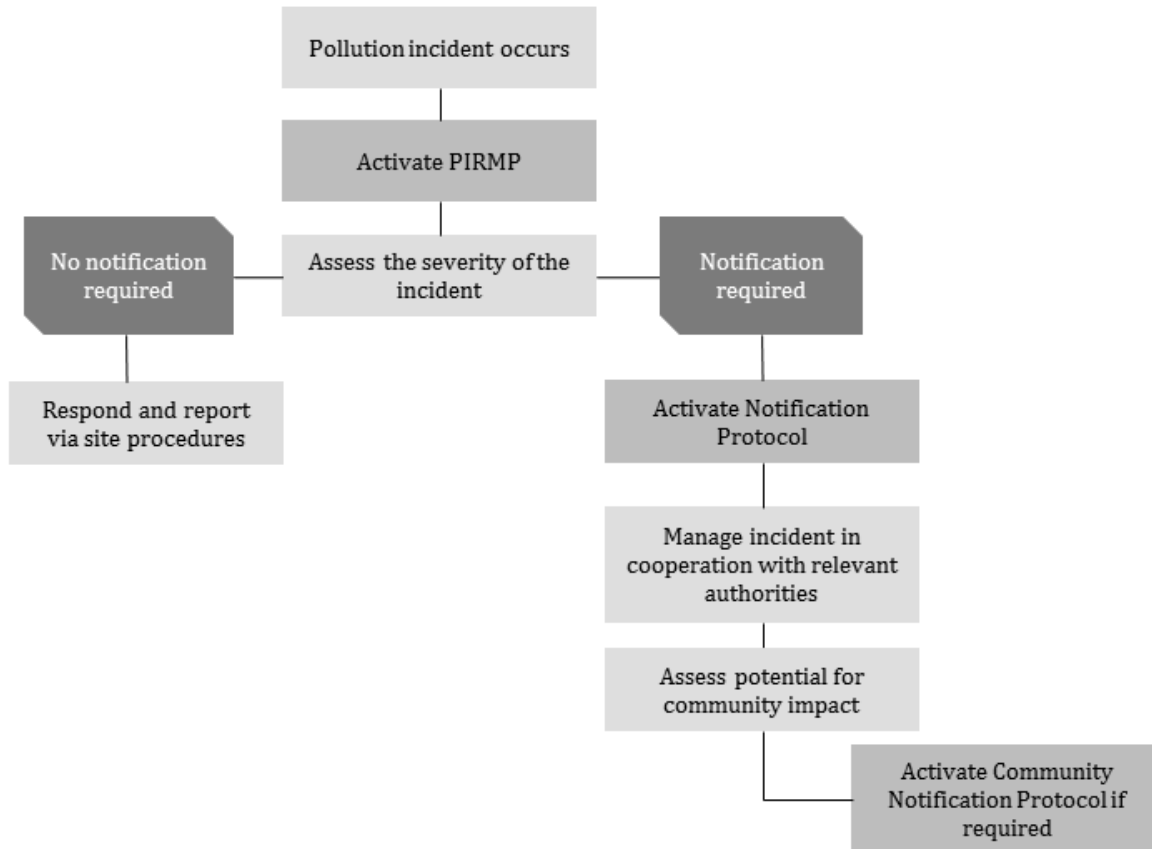 Pollution incident occurs
Activate PIRMP
No notification
required
Assess the severity of the
incident
Notification
required
Respond and report
via site procedures
Activate Notification
Protocol
Manage incident in
cooperation with relevant
authorities
Assess potential for
community impact
Activate Community
Notification Protocol if
required